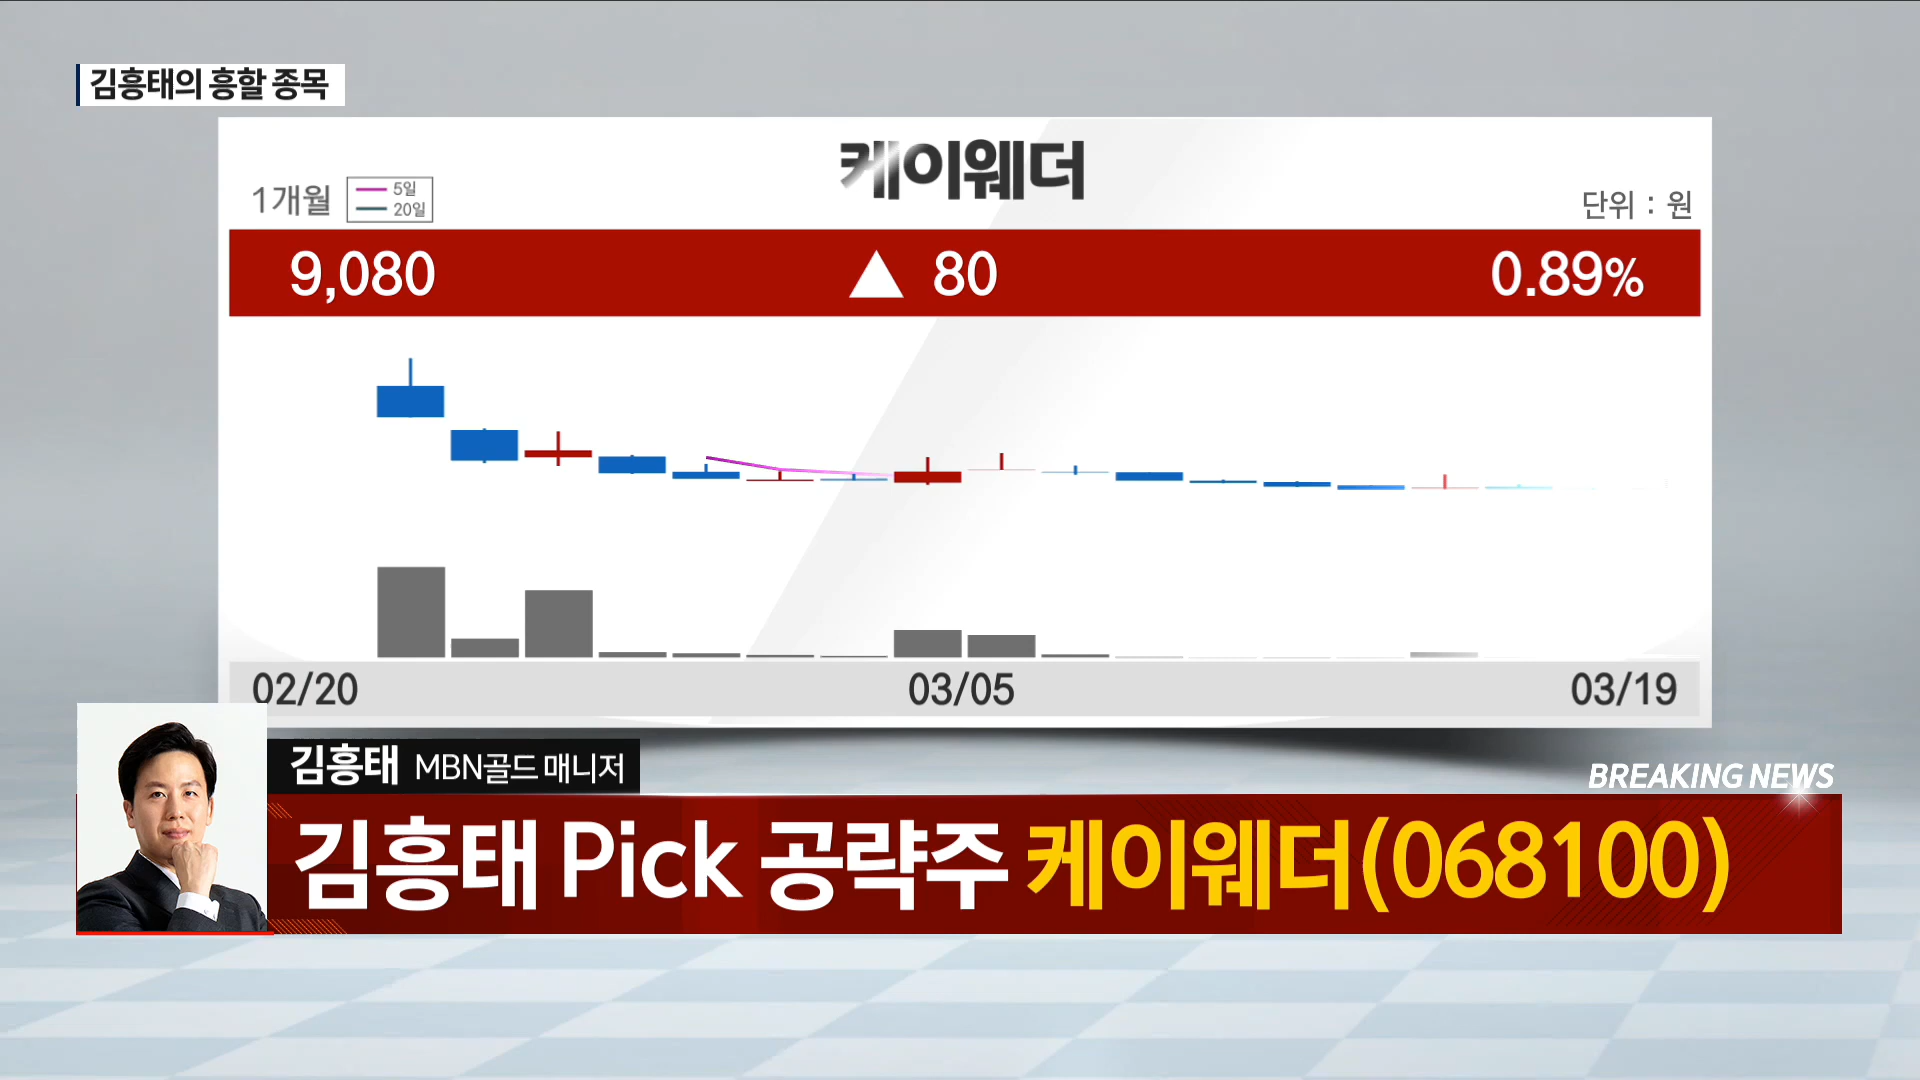 김흥태의 흥할 종목
케이웨더
1개월
5일
20일
단위 : 원
9,080 ▲ 80 0.89%
02/20 03/05 03/19
김흥태 MBN골드 매니저
BREAKING NEWS
김흥태 Pick 공략주 케이웨더(068100)